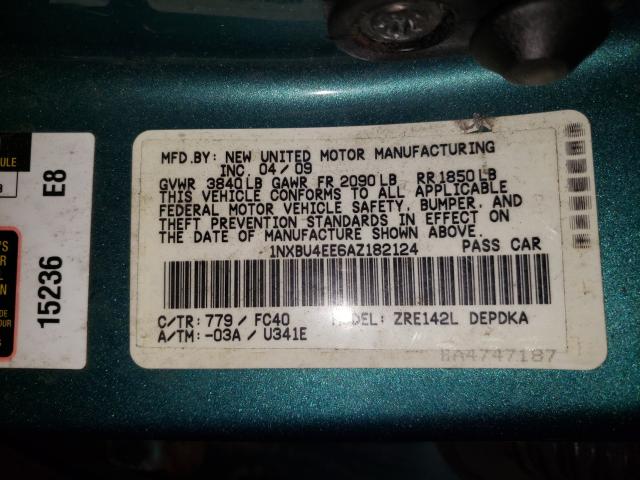 MFD.BY: NEW UNITED MOTOR MANUFACTURING
INC. 04/09
GVWR 3840LB GAWR FR 2090LB RR1850LB
THIS VEHICLE CONFORMS TO ALL APPLICABLE
FEDERAL MOTOR VEHICLE SAFETY, BUMPER, AND
THEFT PREVENTION STANDARDS IN EFFECT ON
THE DATE OF MANUFACTURE SHOWN ABOVE.
1NXBU4EE6AZ182124 PASS CAR
C/TR: 779 / FC40 MODEL: ZRE142L DEPDKA
A/TM: -03A / U341E
15236 E8